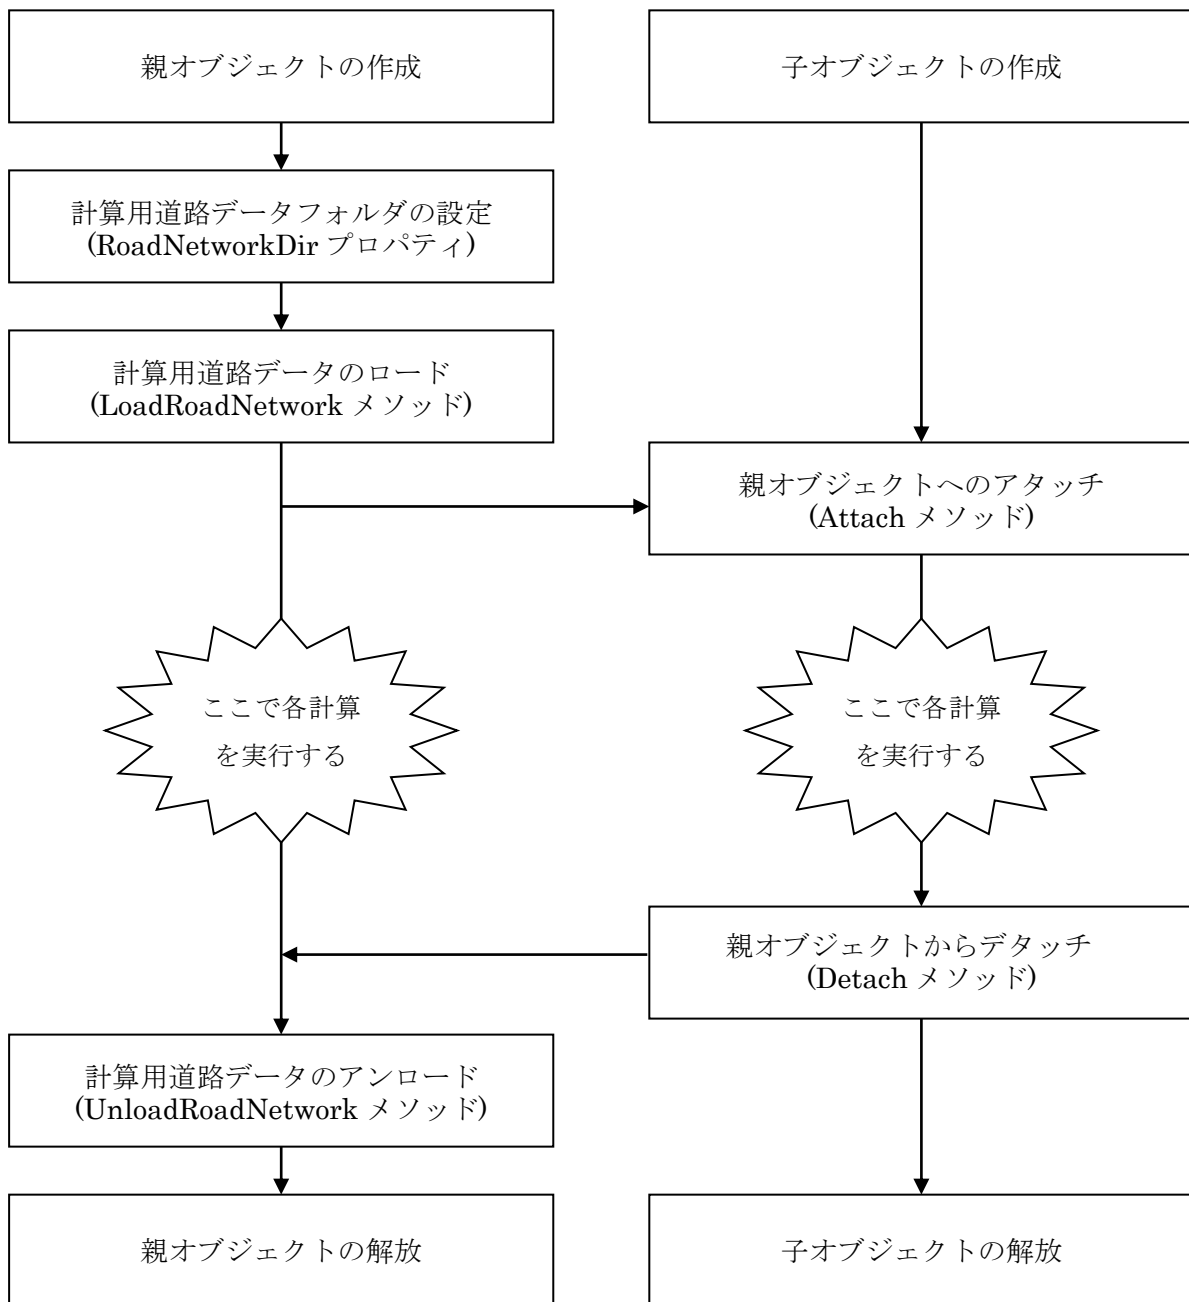 親オブジェクトの作成
子オブジェクトの作成
計算用道路データフォルダの設定
(RoadNetworkDir プロパティ)
計算用道路データのロード
(LoadRoadNetwork メソッド)
親オブジェクトへのアタッチ
(Attach メソッド)
ここで各計算
を実行する
ここで各計算
を実行する
親オブジェクトからデタッチ
(Detach メソッド)
計算用道路データのアンロード
(UnloadRoadNetwork メソッド)
親オブジェクトの解放
子オブジェクトの解放